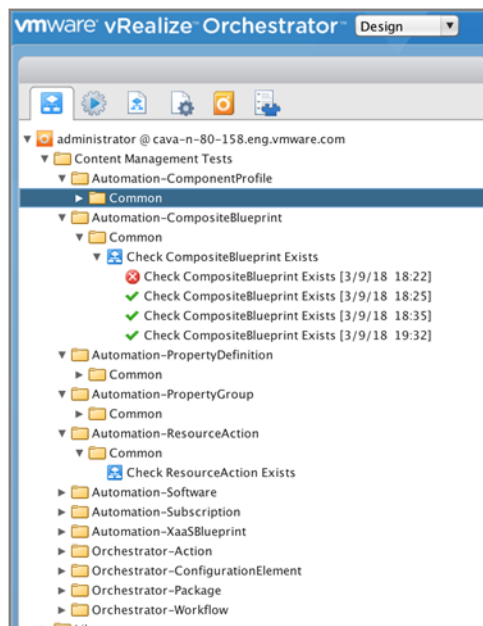 vmware® vRealize™ Orchestrator™ Design
administrator @ cava-n-80-158.eng.vmware.com
Content Management Tests
Automation-ComponentProfile
Common
Automation-CompositeBlueprint
Common
Check CompositeBlueprint Exists
Check CompositeBlueprint Exists [3/9/18 18:22]
Check CompositeBlueprint Exists [3/9/18 18:25]
Check CompositeBlueprint Exists [3/9/18 18:35]
Check CompositeBlueprint Exists [3/9/18 19:32]
Automation-PropertyDefinition
Common
Automation-PropertyGroup
Common
Automation-ResourceAction
Common
Check ResourceAction Exists
Automation-Software
Automation-Subscription
Automation-XaaSBlueprint
Orchestrator-Action
Orchestrator-ConfigurationElement
Orchestrator-Package
Orchestrator-Workflow